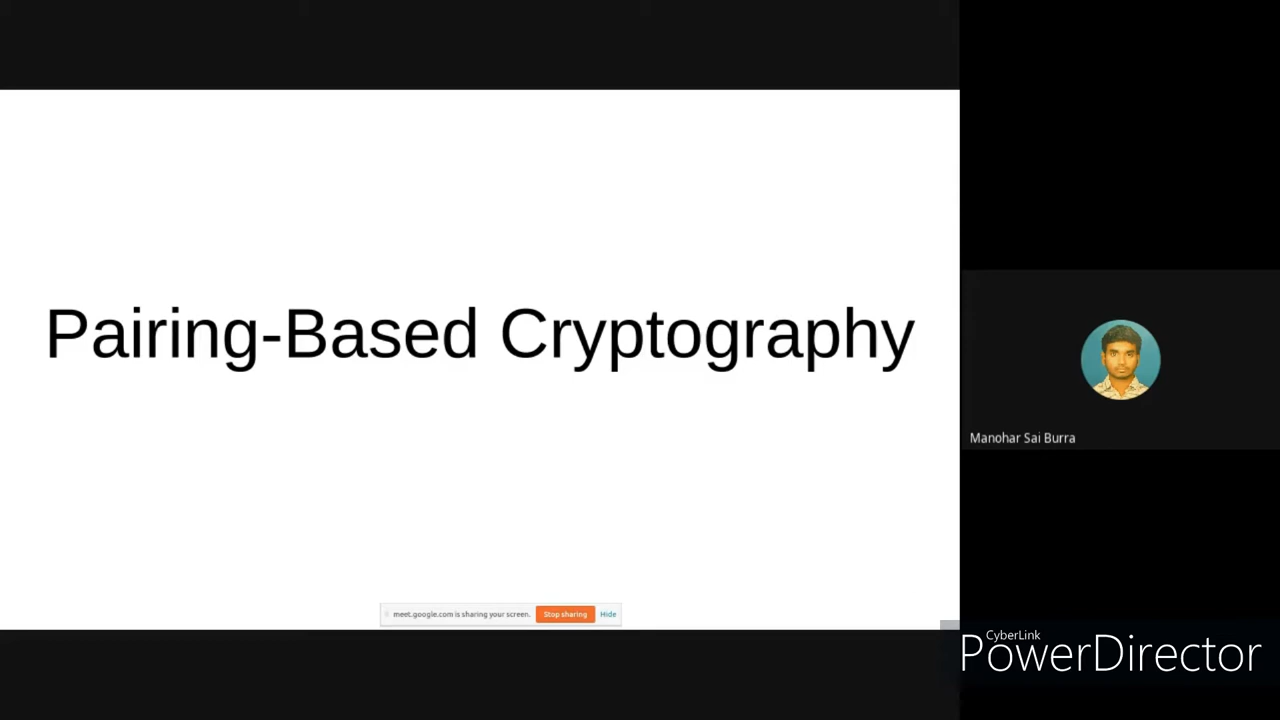 Pairing-Based Cryptography
Manohar Sai Burra
meet.google.com is sharing your screen. Stop sharing Hide
CyberLink
PowerDirector